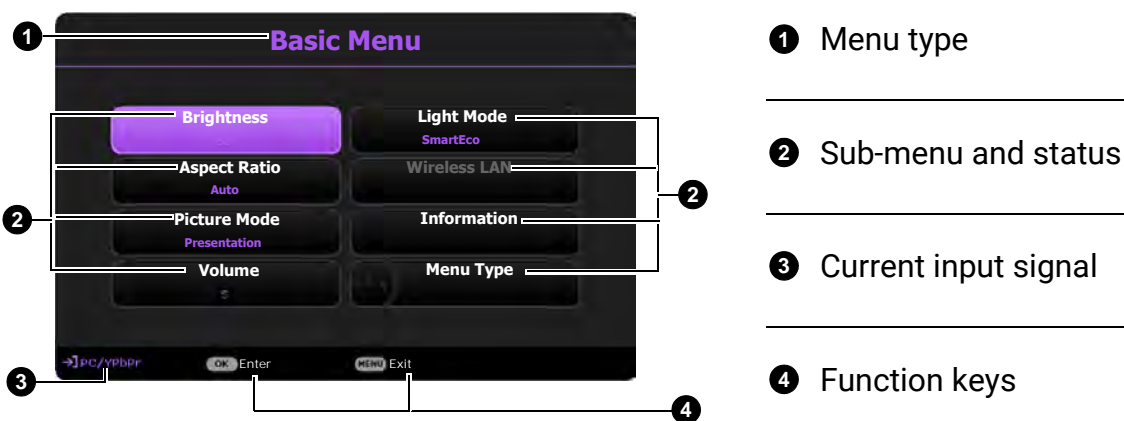 1 Basic Menu
Brightness Light Mode
SmartEco
Aspect Ratio Wireless LAN
Auto
2 Picture Mode Information 2
Presentation
Volume Menu Type
PC/YPbPr OK Enter MENU Exit
3 4
1 Menu type
2 Sub-menu and status
3 Current input signal
4 Function keys